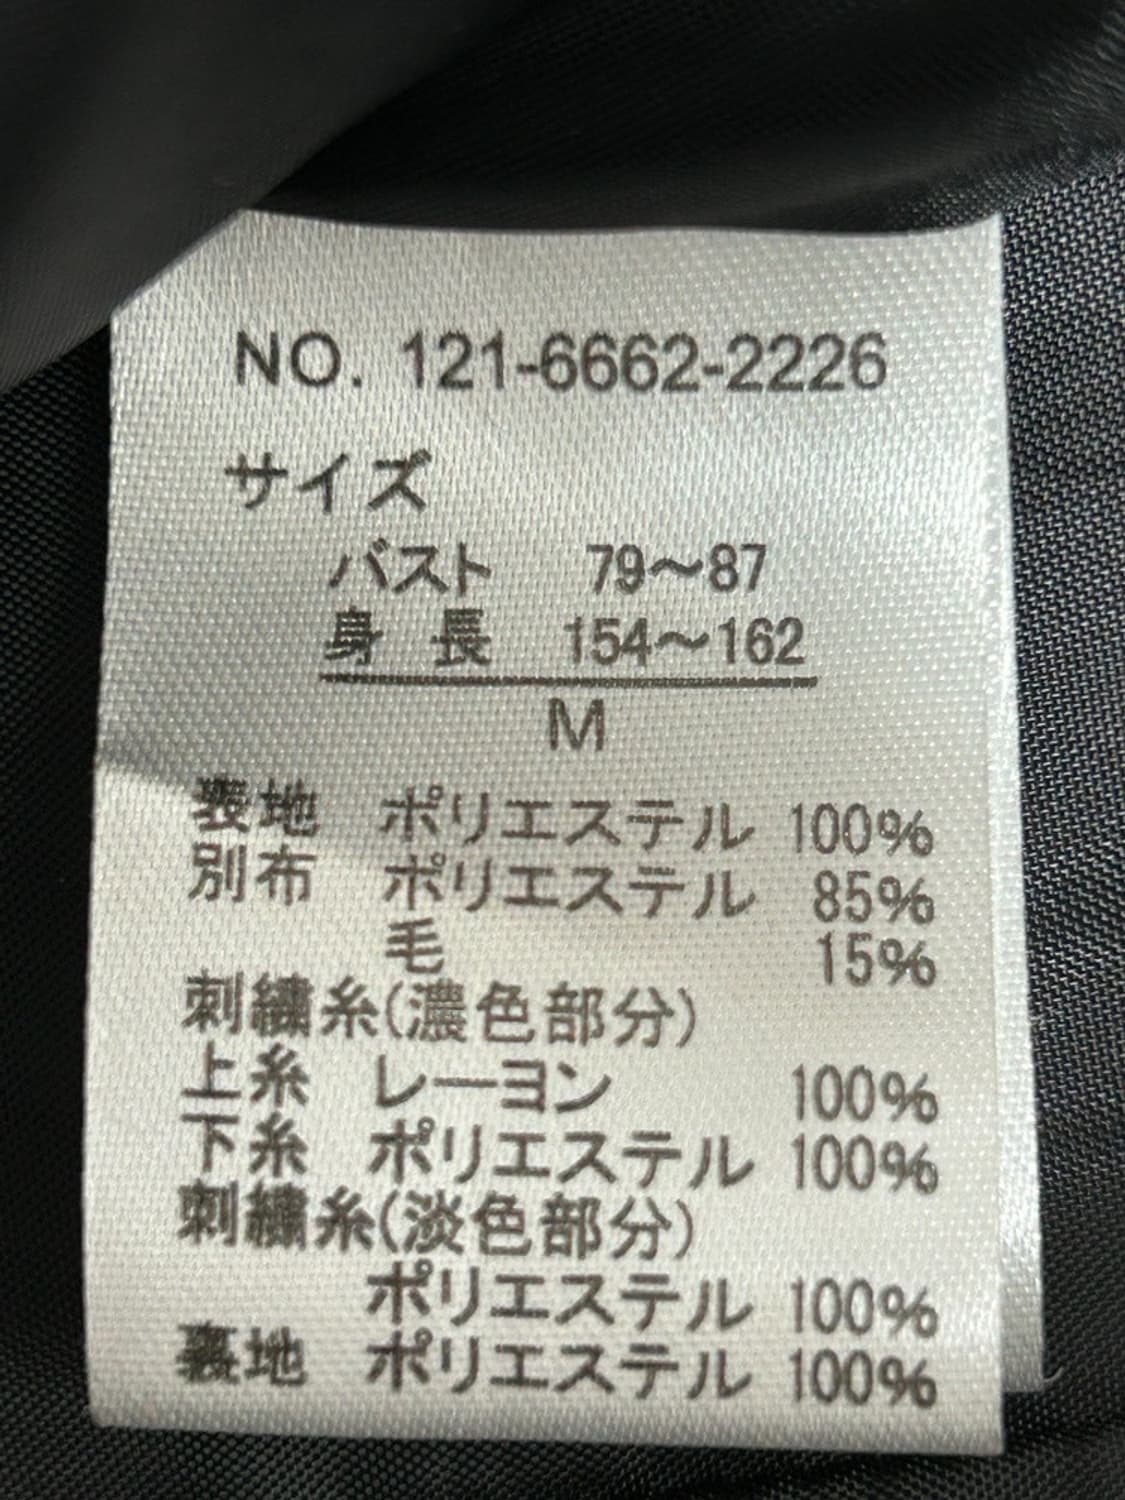 NO. 121-6662-2226
サイズ
バスト 79～87
身長 154～162
M
表地 ポリエステル 100%
別布 ポリエステル 85%
毛 15%
刺繍糸(濃色部分)
上糸 レーヨン 100%
下糸 ポリエステル 100%
刺繍糸(淡色部分)
ポリエステル 100%
裏地 ポリエステル 100%